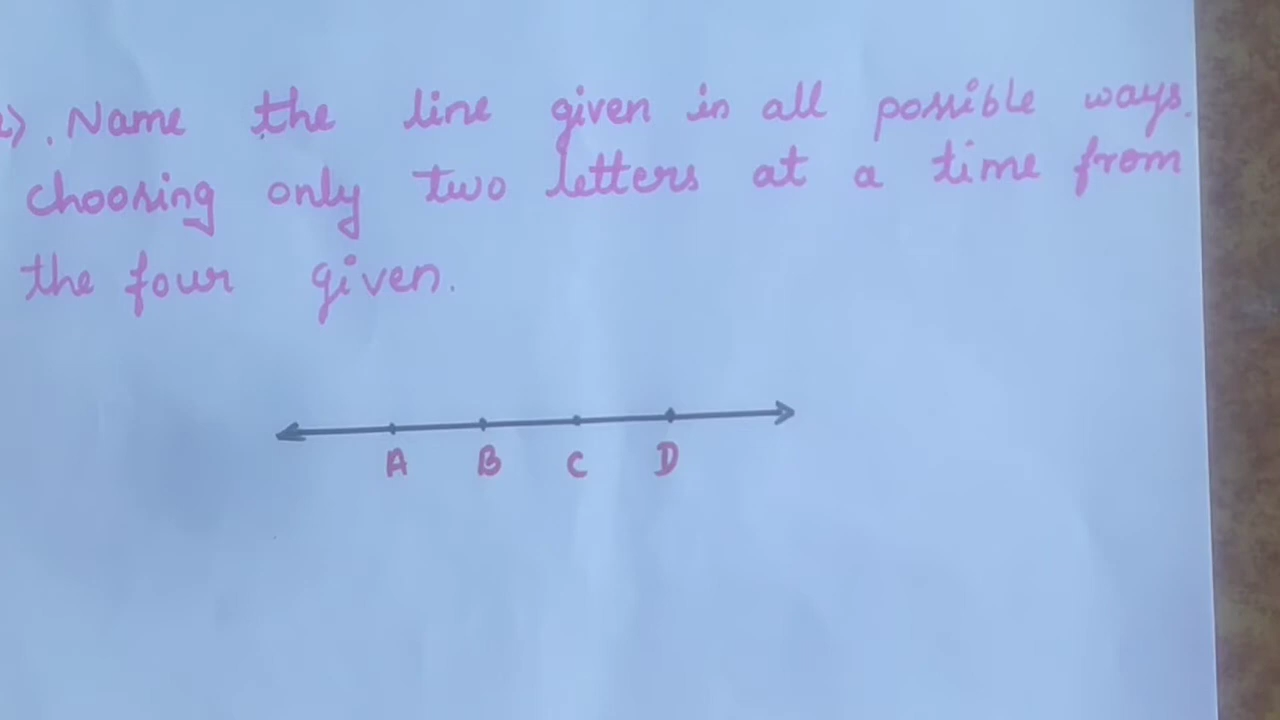 . Name the line given in all possible ways.
choosing only two letters at a time from
the four given.
A B C D